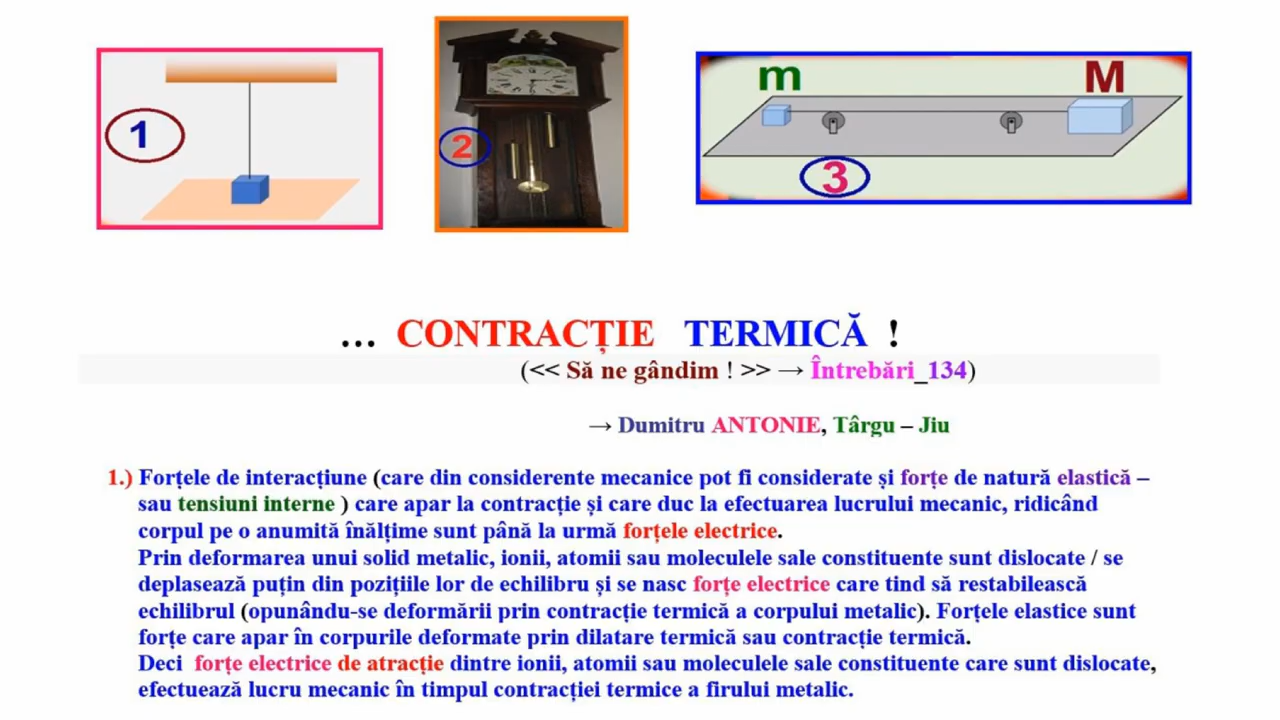 1
2
m M
3
… CONTRACȚIE TERMICĂ !
(<< Să ne gândim ! >> → Întrebări_134)
→ Dumitru ANTONIE, Târgu – Jiu
1.) Forțele de interacțiune (care din considerente mecanice pot fi considerate și forțe de natură elastică –
sau tensiuni interne ) care apar la contracție și care duc la efectuarea lucrului mecanic, ridicând
corpul pe o anumită înălțime sunt până la urmă forțele electrice.
Prin deformarea unui solid metalic, ionii, atomii sau moleculele sale constituente sunt dislocate / se
deplasează puțin din pozițiile lor de echilibru și se nasc forțe electrice care tind să restabilească
echilibrul (opunându-se deformării prin contracție termică a corpului metalic). Forțele elastice sunt
forțe care apar în corpurile deformate prin dilatare termică sau contracție termică.
Deci forțe electrice de atracție dintre ionii, atomii sau moleculele sale constituente care sunt dislocate,
efectuează lucru mecanic în timpul contracției termice a firului metalic.